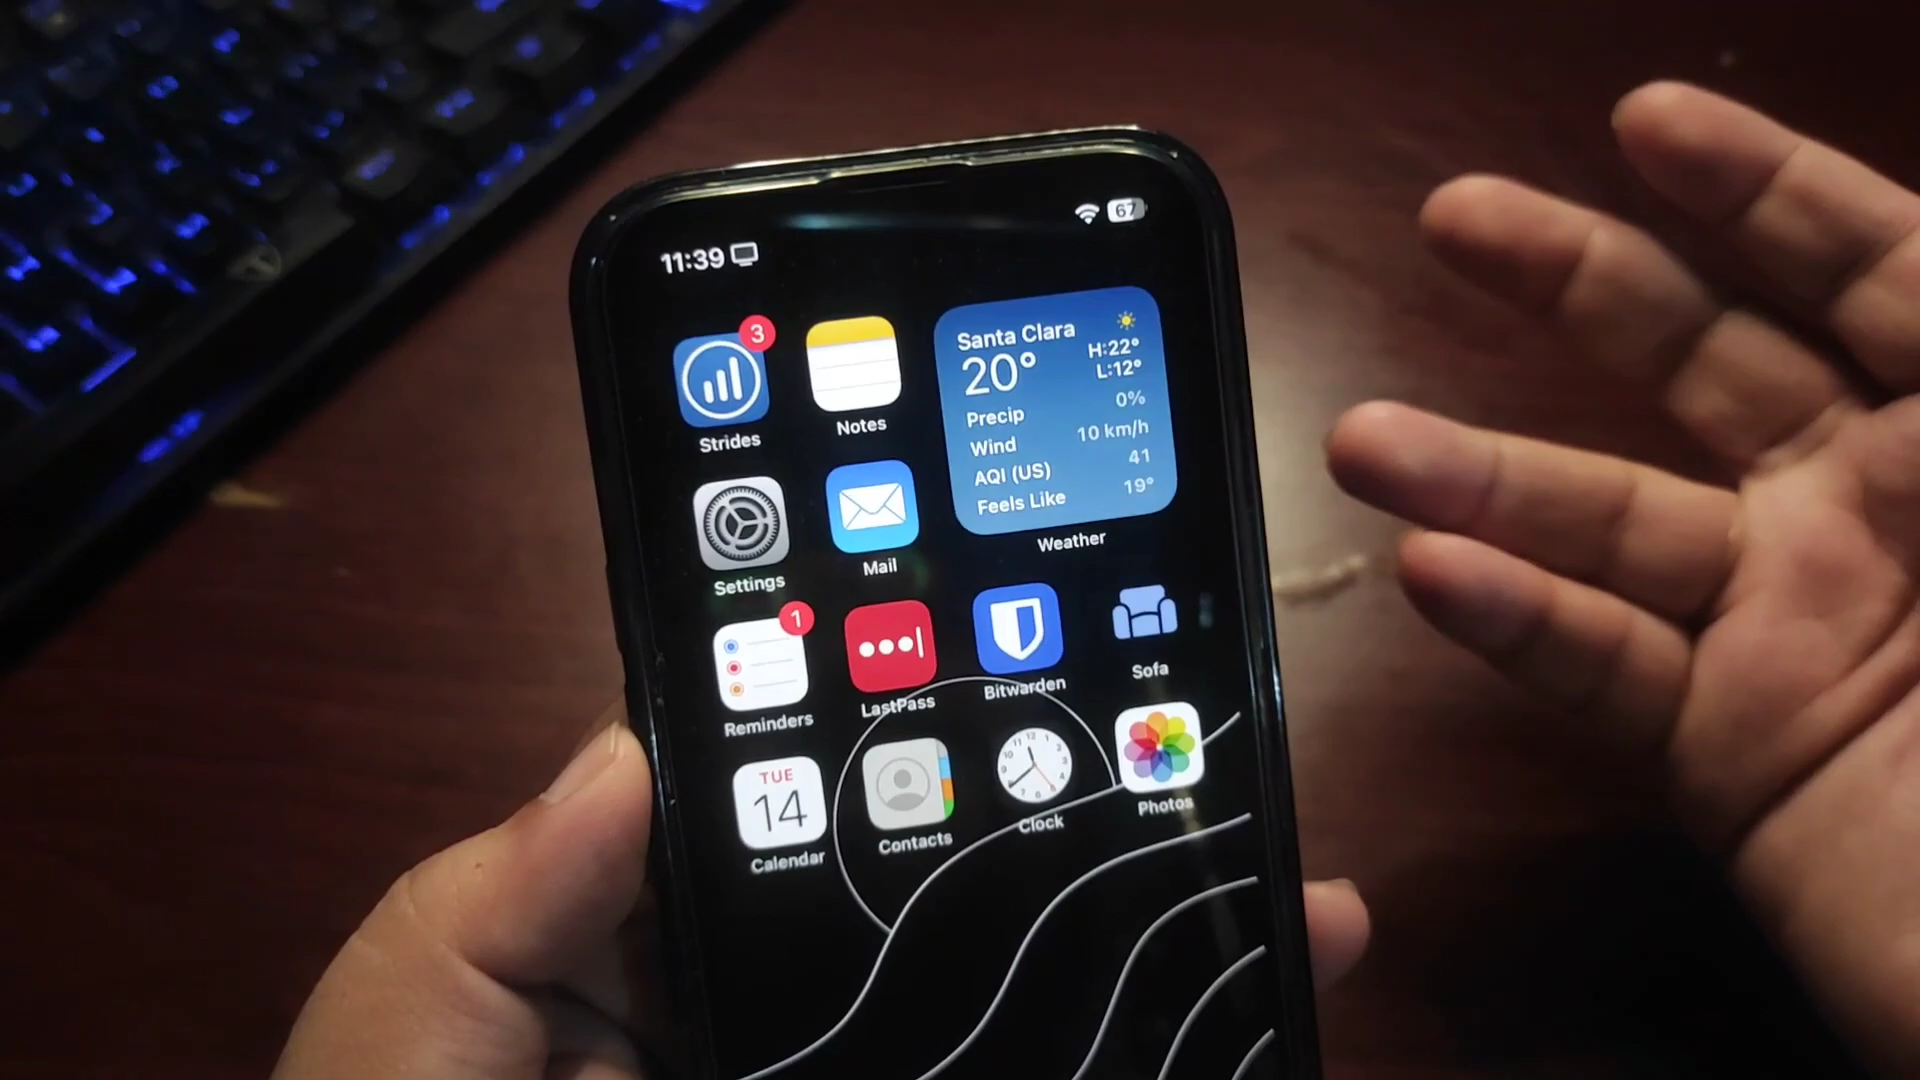 11:39
67
3
Strides
Notes
Santa Clara
20°
H:22°
L:12°
Precip 0%
Wind 10 km/h
AQI (US) 41
Feels Like 19°
Weather
Settings
Mail
1
Reminders
LastPass
Bitwarden
Sofa
TUE
14
Calendar
Contacts
Clock
Photos